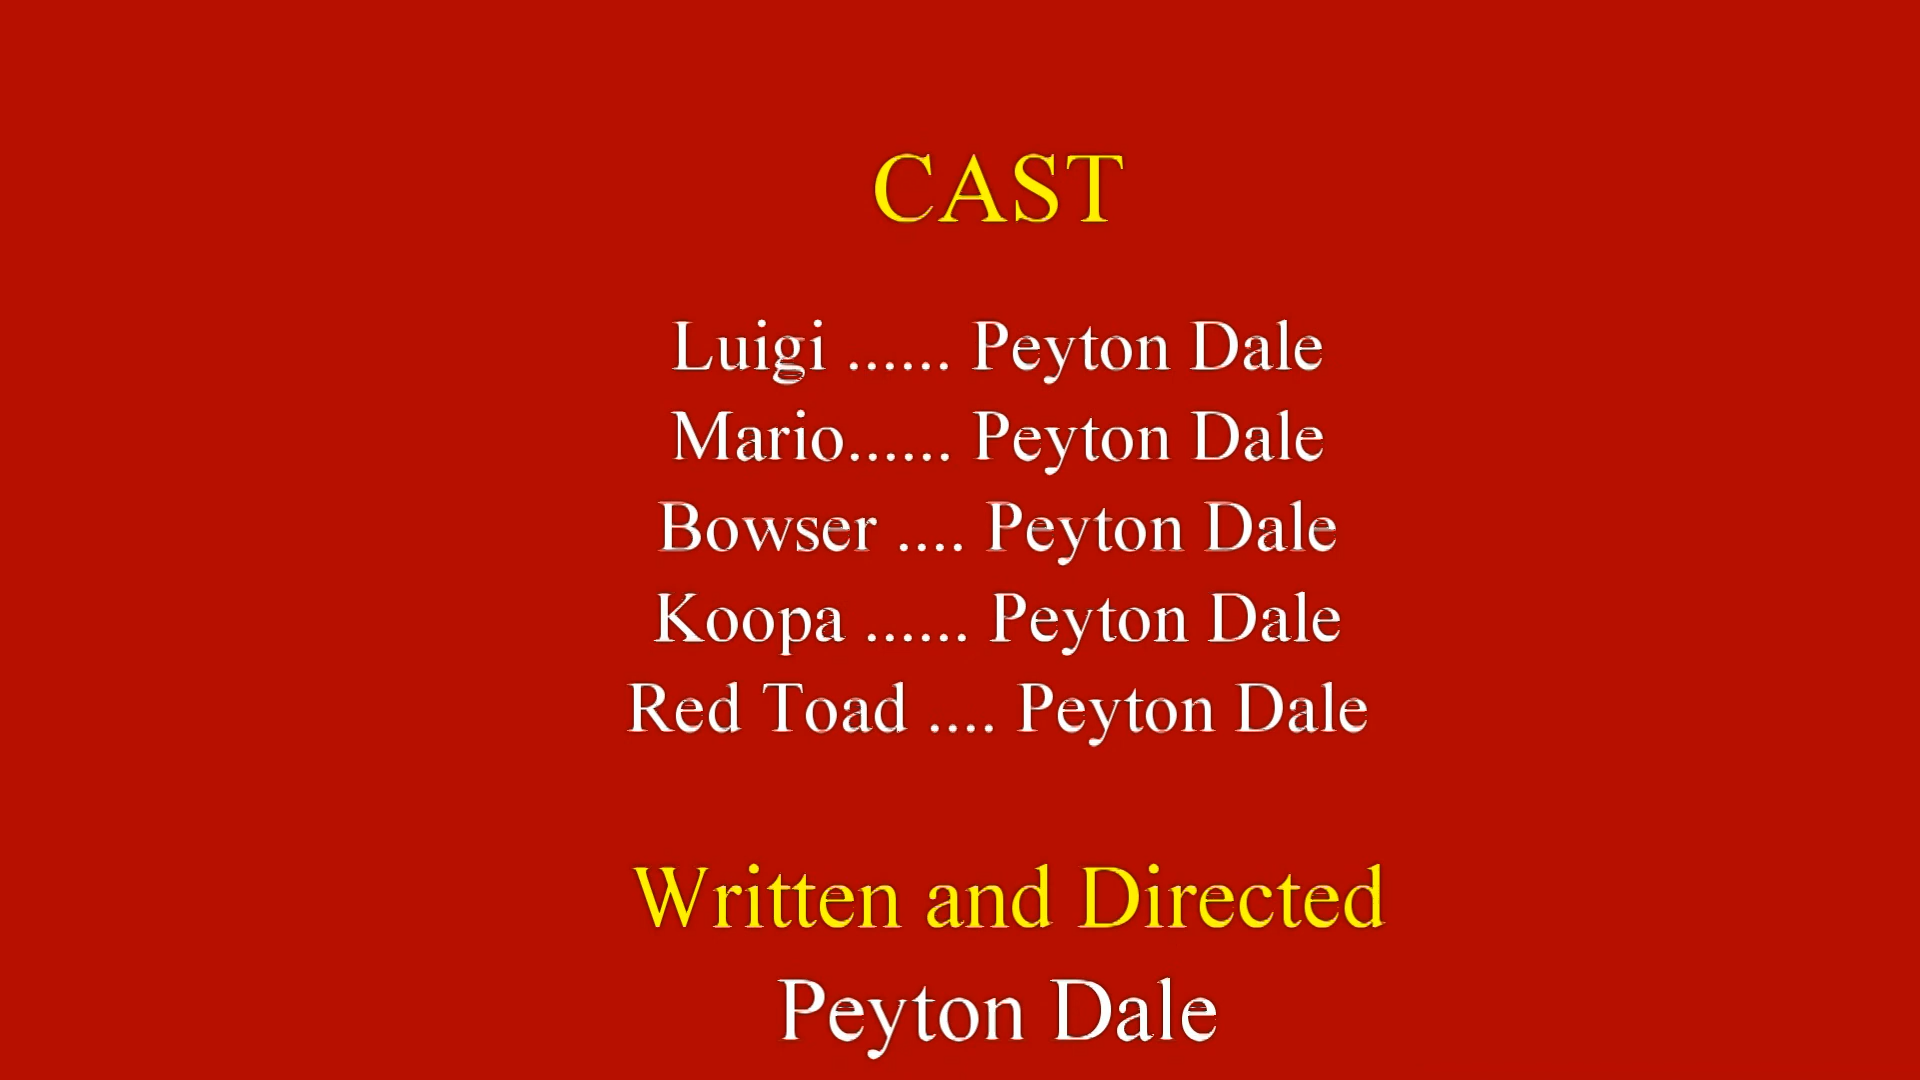 CAST
Luigi ...... Peyton Dale
Mario...... Peyton Dale
Bowser .... Peyton Dale
Koopa ...... Peyton Dale
Red Toad .... Peyton Dale
Written and Directed
Peyton Dale